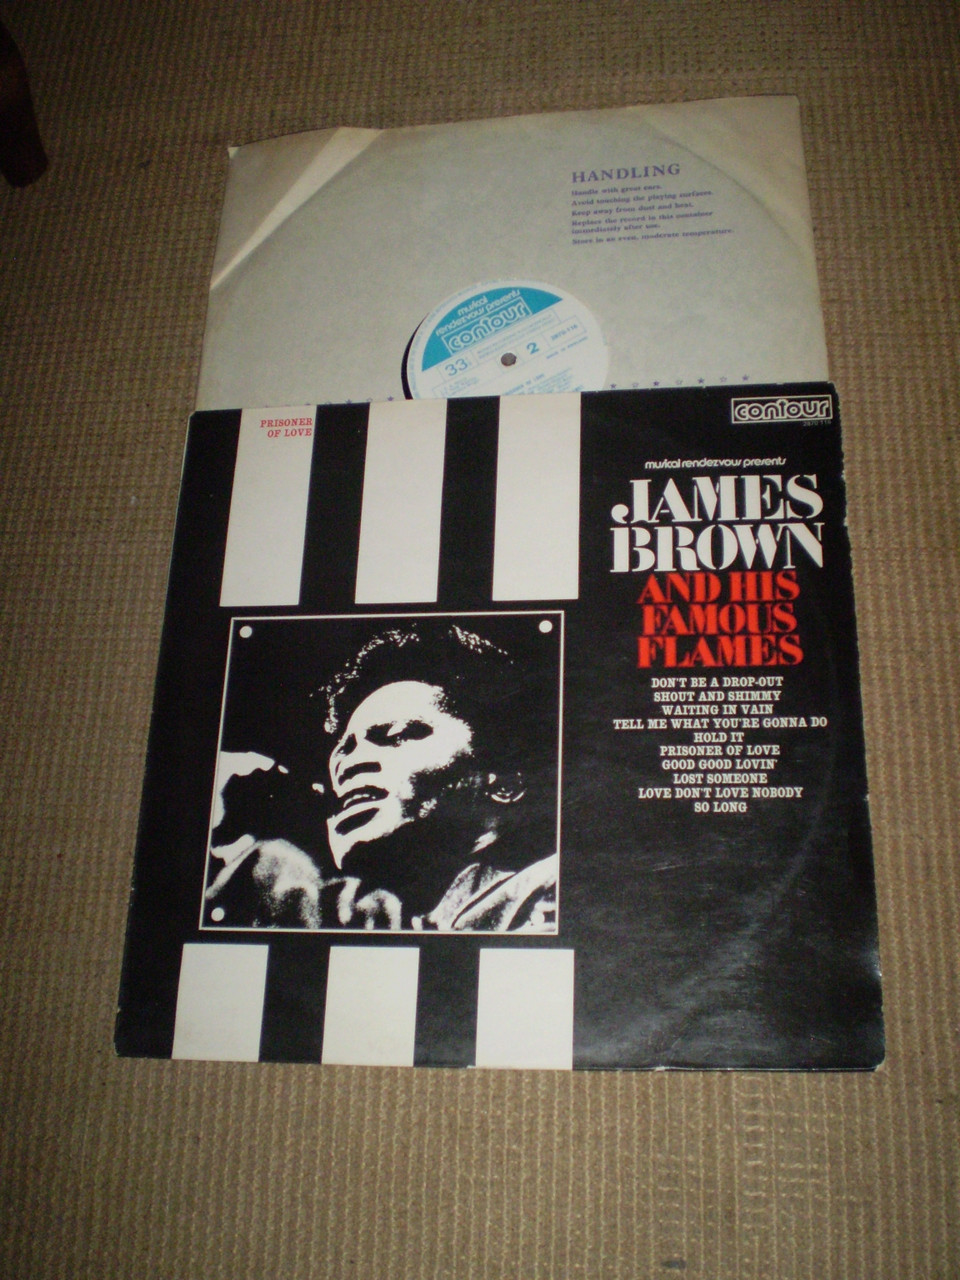 HANDLING
Handle with great care.
Avoid touching the playing surfaces.
Keep away from dust and heat.
Replace the record in this container
immediately after use.
Store in an even, moderate temperature.
musical
rendezvous presents
contour
33
2
PRISONER
OF LOVE
contour
2870 119
musical rendezvous presents
JAMES
BROWN
AND HIS
FAMOUS
FLAMES
DON'T BE A DROP-OUT
SHOUT AND SHIMMY
WAITING IN VAIN
TELL ME WHAT YOU'RE GONNA DO
HOLD IT
PRISONER OF LOVE
GOOD GOOD LOVIN'
LOST SOMEONE
LOVE DON'T LOVE NOBODY
SO LONG